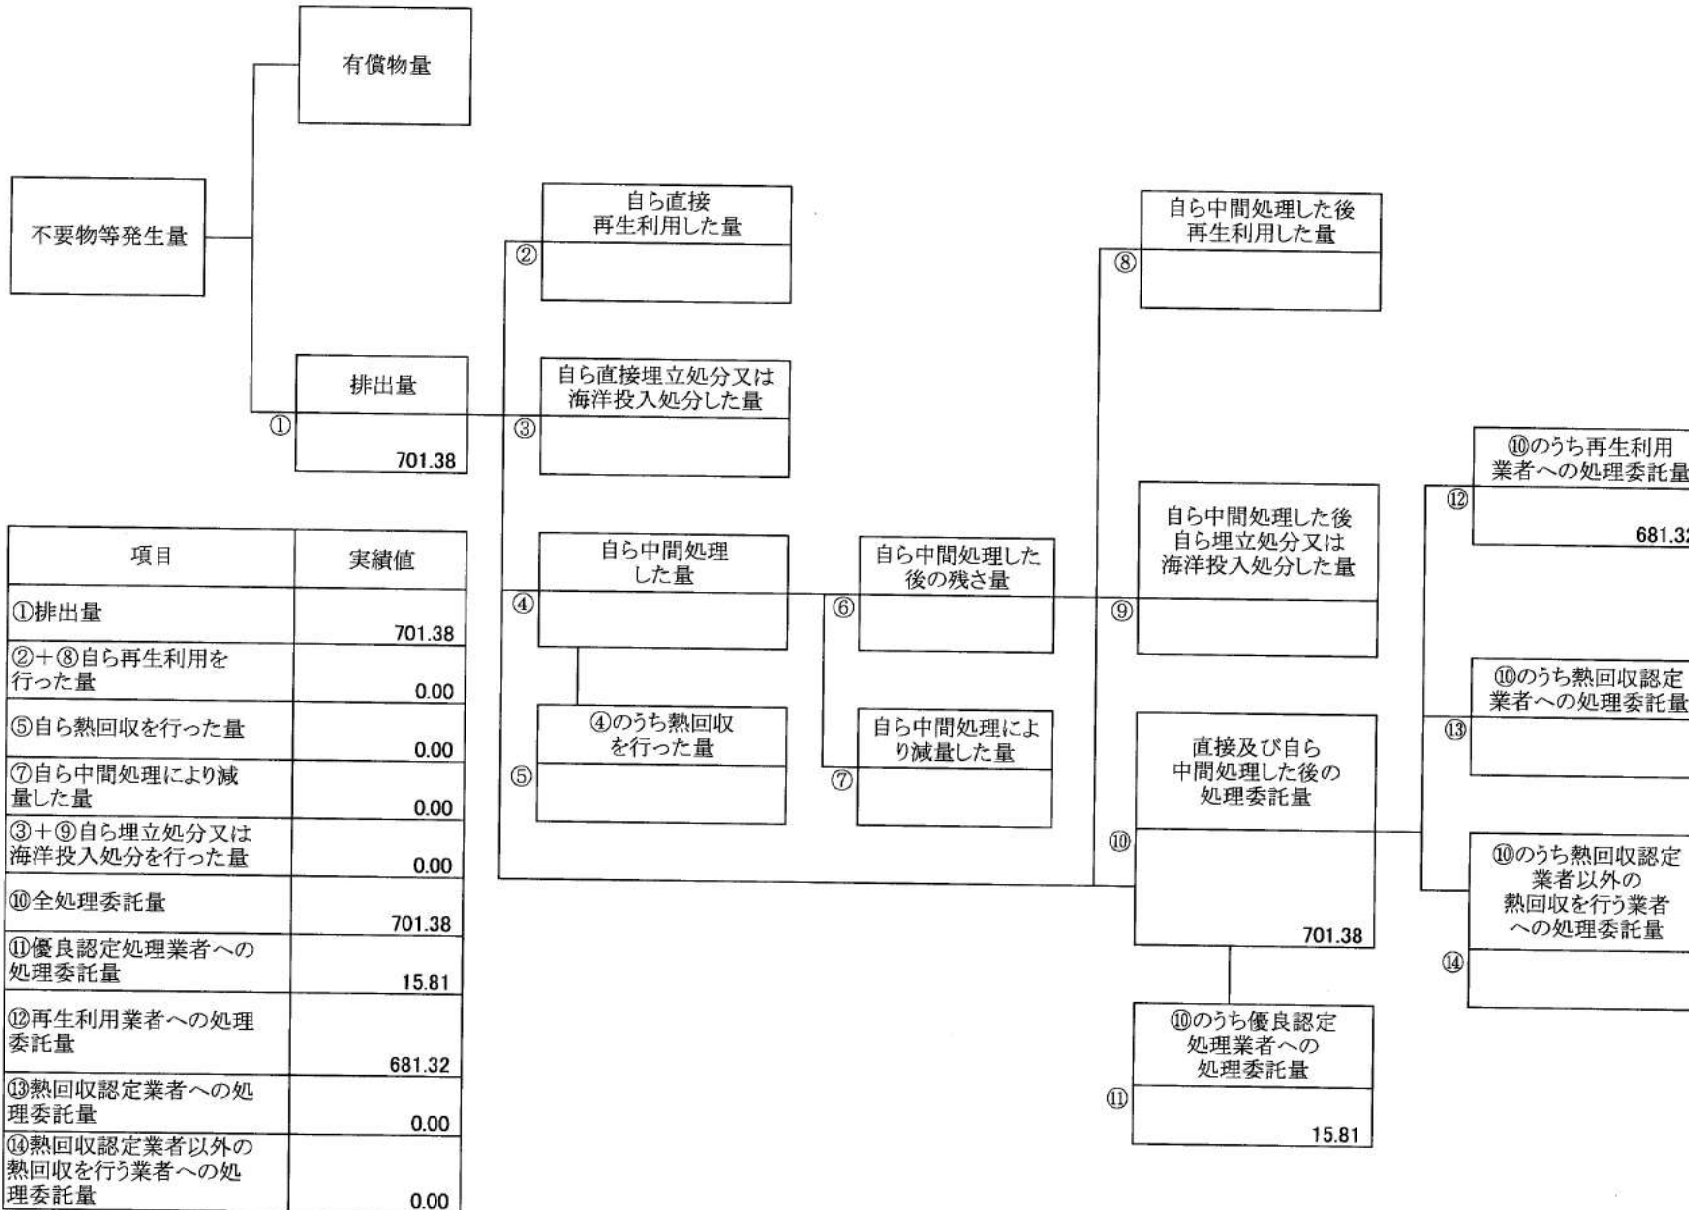 有償物量
不要物等発生量
排出量
①
701.38
自ら直接
再生利用した量
②
自ら直接埋立処分又は
海洋投入処分した量
③
自ら中間処理
した量
④
④のうち熱回収
を行った量
⑤
自ら中間処理した
後の残さ量
⑥
自ら中間処理によ
り減量した量
⑦
自ら中間処理した後
再生利用した量
⑧
自ら中間処理した後
自ら埋立処分又は
海洋投入処分した量
⑨
直接及び自ら
中間処理した後の
処理委託量
⑩
701.38
⑩のうち優良認定
処理業者への
処理委託量
⑪
15.81
⑩のうち再生利用
業者への処理委託量
⑫
681.32
⑩のうち熱回収認定
業者への処理委託量
⑬
⑩のうち熱回収認定
業者以外の
熱回収を行う業者
への処理委託量
⑭
項目 実績値
①排出量
701.38
②+⑧自ら再生利用を
行った量
0.00
⑤自ら熱回収を行った量
0.00
⑦自ら中間処理により減
量した量
0.00
③+⑨自ら埋立処分又は
海洋投入処分を行った量
0.00
⑩全処理委託量
701.38
⑪優良認定処理業者への
処理委託量
15.81
⑫再生利用業者への処理
委託量
681.32
⑬熱回収認定業者への処
理委託量
0.00
⑭熱回収認定業者以外の
熱回収を行う業者への処
理委託量
0.00